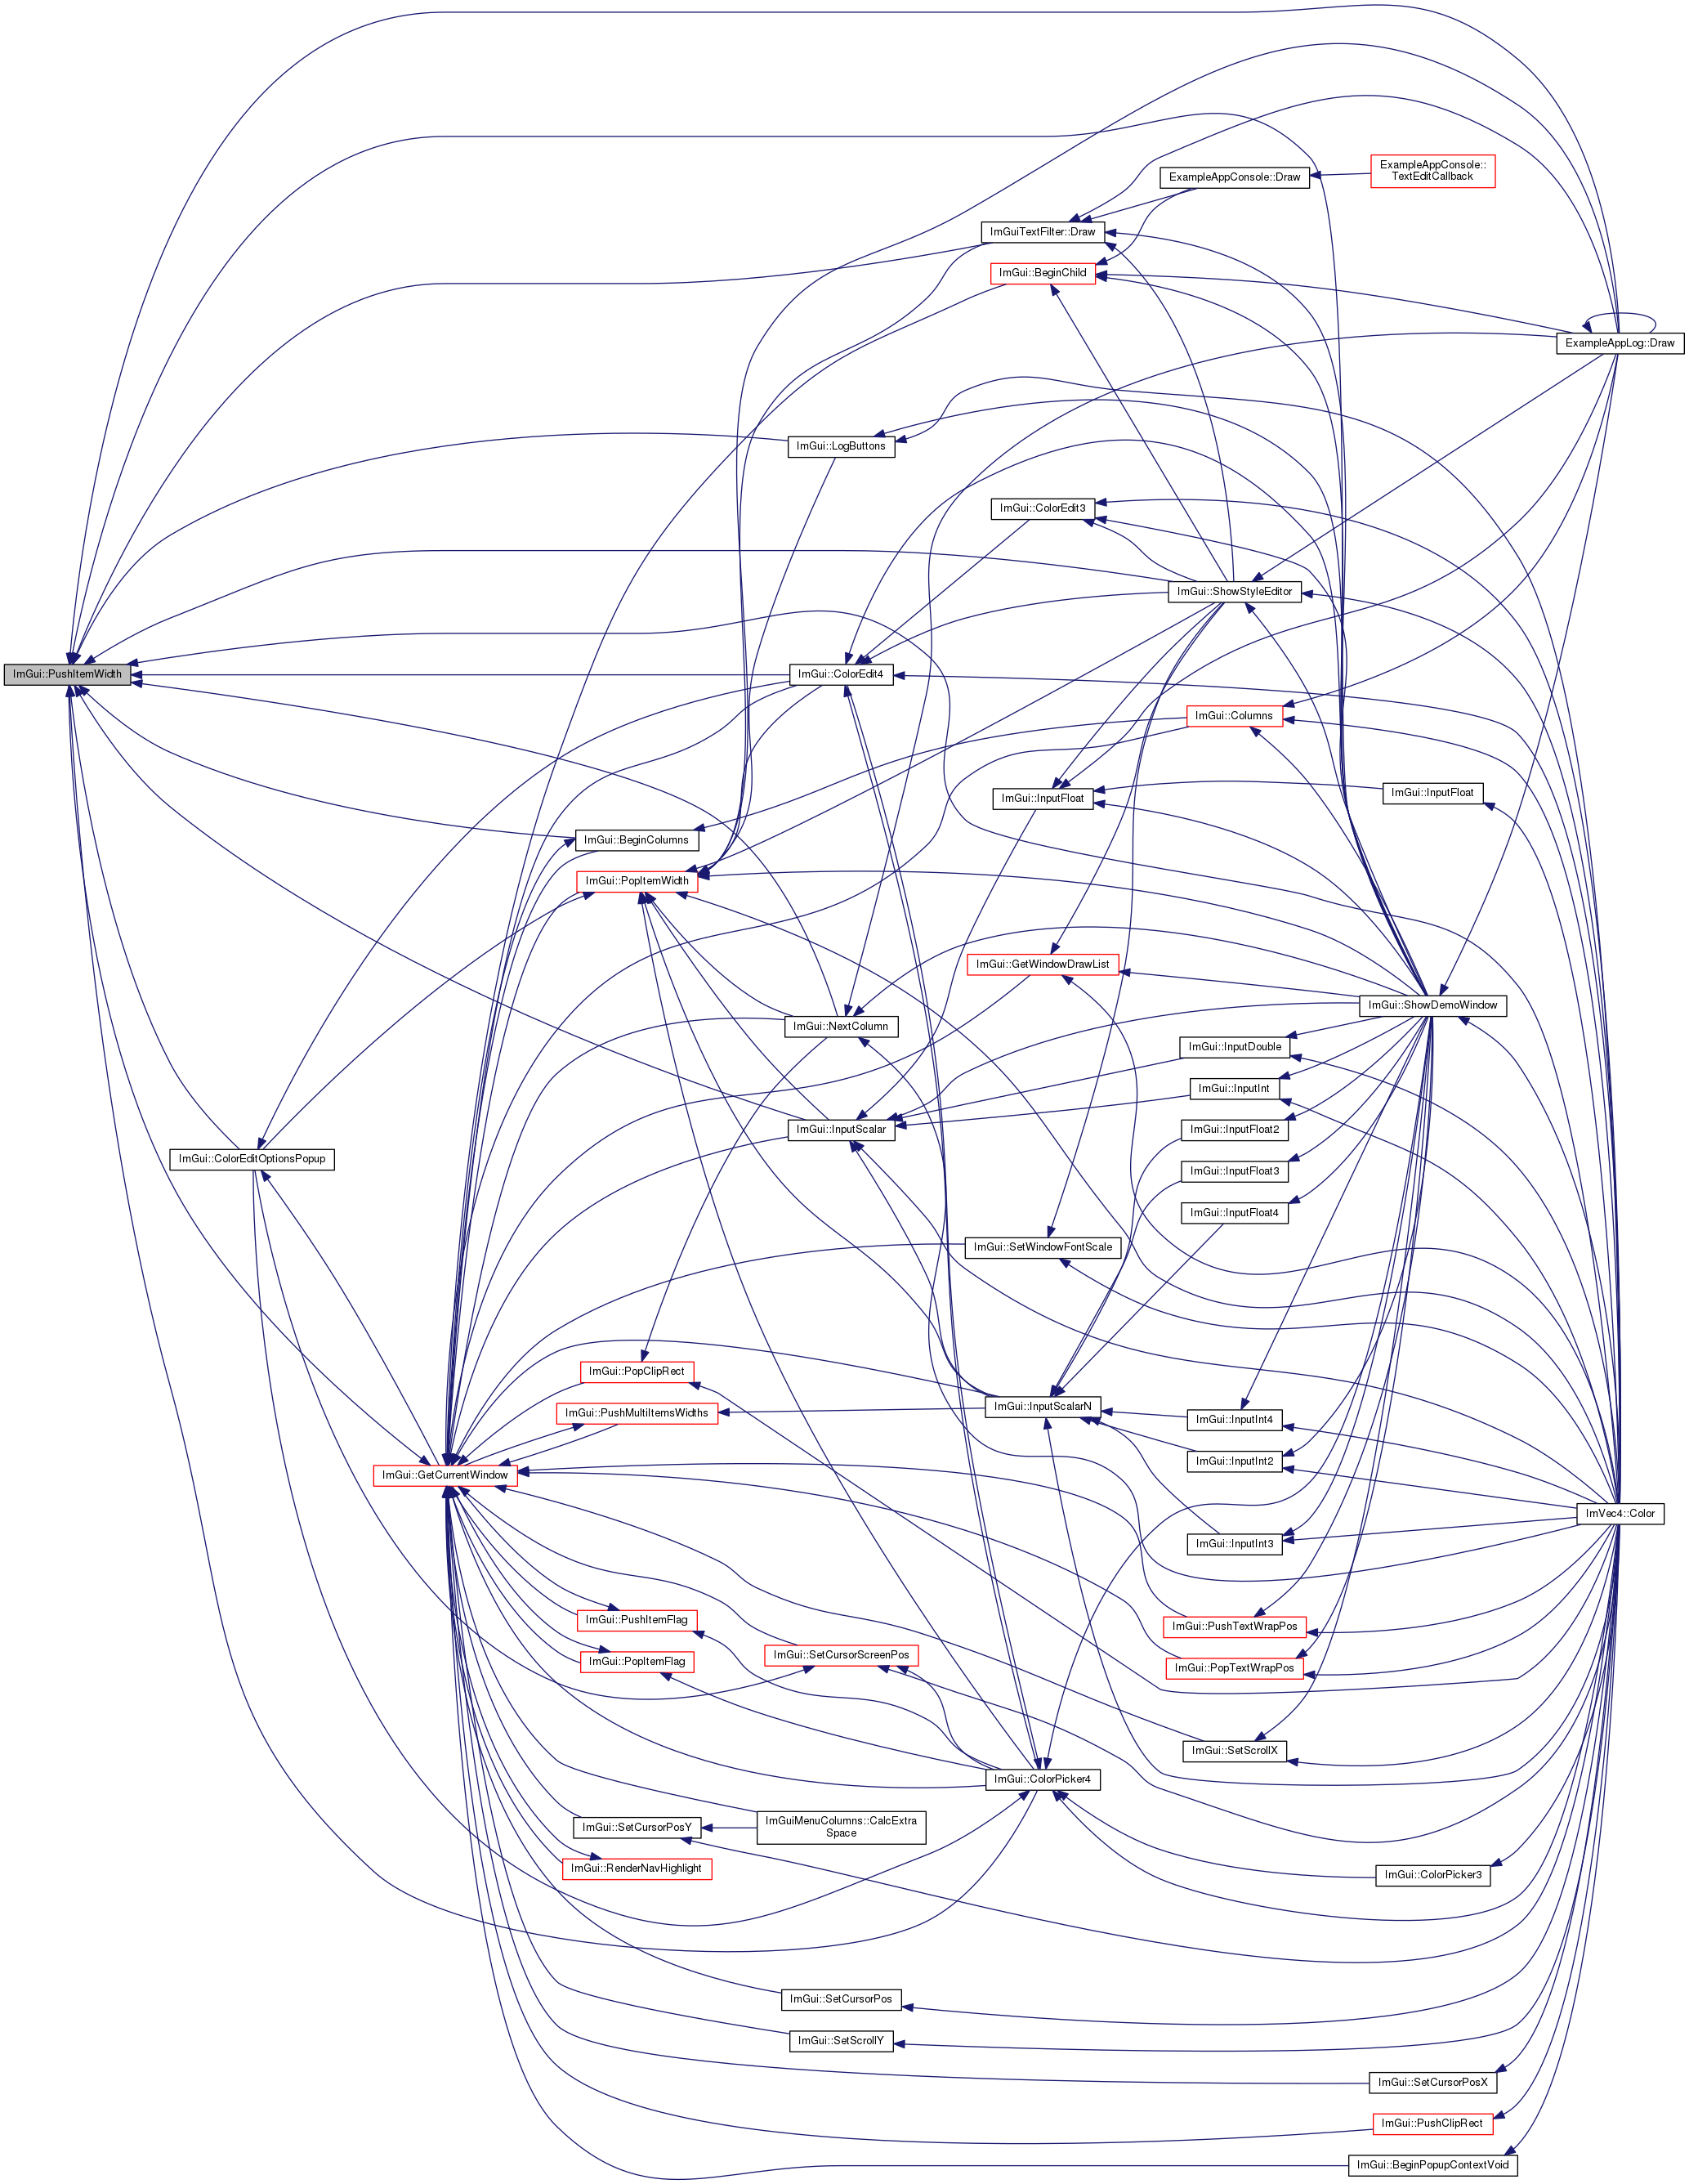 ExampleAppConsole::Draw
ExampleAppConsole::
TextEditCallback
ImGuiTextFilter::Draw
ImGui::BeginChild
ExampleAppLog::Draw
ImGui::LogButtons
ImGui::ColorEdit3
ImGui::ShowStyleEditor
ImGui::PushItemWidth
ImGui::ColorEdit4
ImGui::Columns
ImGui::InputFloat
ImGui::InputFloat
ImGui::BeginColumns
ImGui::PopItemWidth
ImGui::GetWindowDrawList
ImGui::ShowDemoWindow
ImGui::NextColumn
ImGui::InputDouble
ImGui::InputInt
ImGui::InputScalar
ImGui::InputFloat2
ImGui::ColorEditOptionsPopup
ImGui::InputFloat3
ImGui::InputFloat4
ImGui::SetWindowFontScale
ImGui::PopClipRect
ImGui::InputScalarN
ImGui::PushMultiItemsWidths
ImGui::InputInt4
ImGui::InputInt2
ImGui::GetCurrentWindow
ImVec4::Color
ImGui::InputInt3
ImGui::PushItemFlag
ImGui::PushTextWrapPos
ImGui::SetCursorScreenPos
ImGui::PopItemFlag
ImGui::PopTextWrapPos
ImGui::SetScrollX
ImGui::ColorPicker4
ImGuiMenuColumns::CalcExtra
Space
ImGui::SetCursorPosY
ImGui::RenderNavHighlight
ImGui::ColorPicker3
ImGui::SetCursorPos
ImGui::SetScrollY
ImGui::SetCursorPosX
ImGui::PushClipRect
ImGui::BeginPopupContextVoid